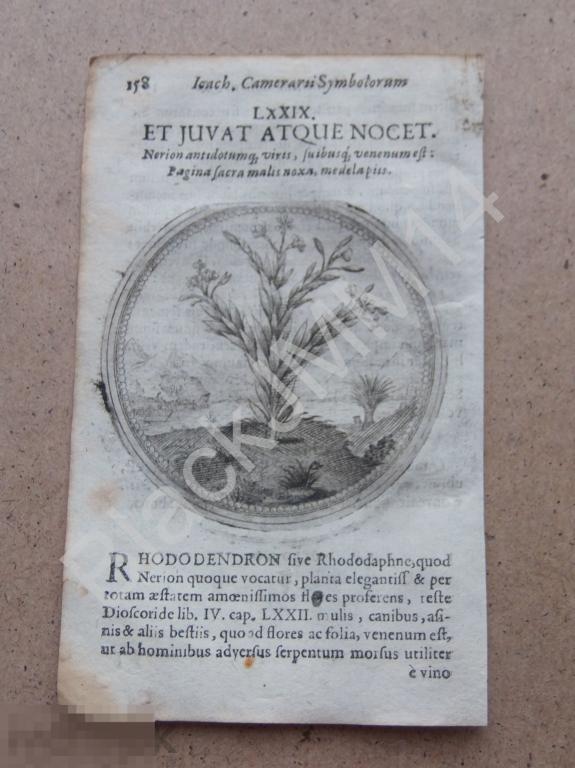 158 Ioach. Camerarii Symbolorum
LXXIX.
ET JUVAT ATQUE NOCET.
Nerion antidotumq, viris, suibusq́, venenum est:
Pagina sacra malis noxa, medela piis.
RHODODENDRON sive Rhododaphne, quod
Nerion quoque vocatur, planta elegantiss & per
totam æstatem amœnissimos flores proferens, teste
Dioscoride lib. IV. cap. LXXII. mulis, canibus, asi-
nis & aliis bestiis, quoad flores ac folia, venenum est,
ut ab hominibus adversus serpentum morsus utiliter
è vino
BlackJMM14